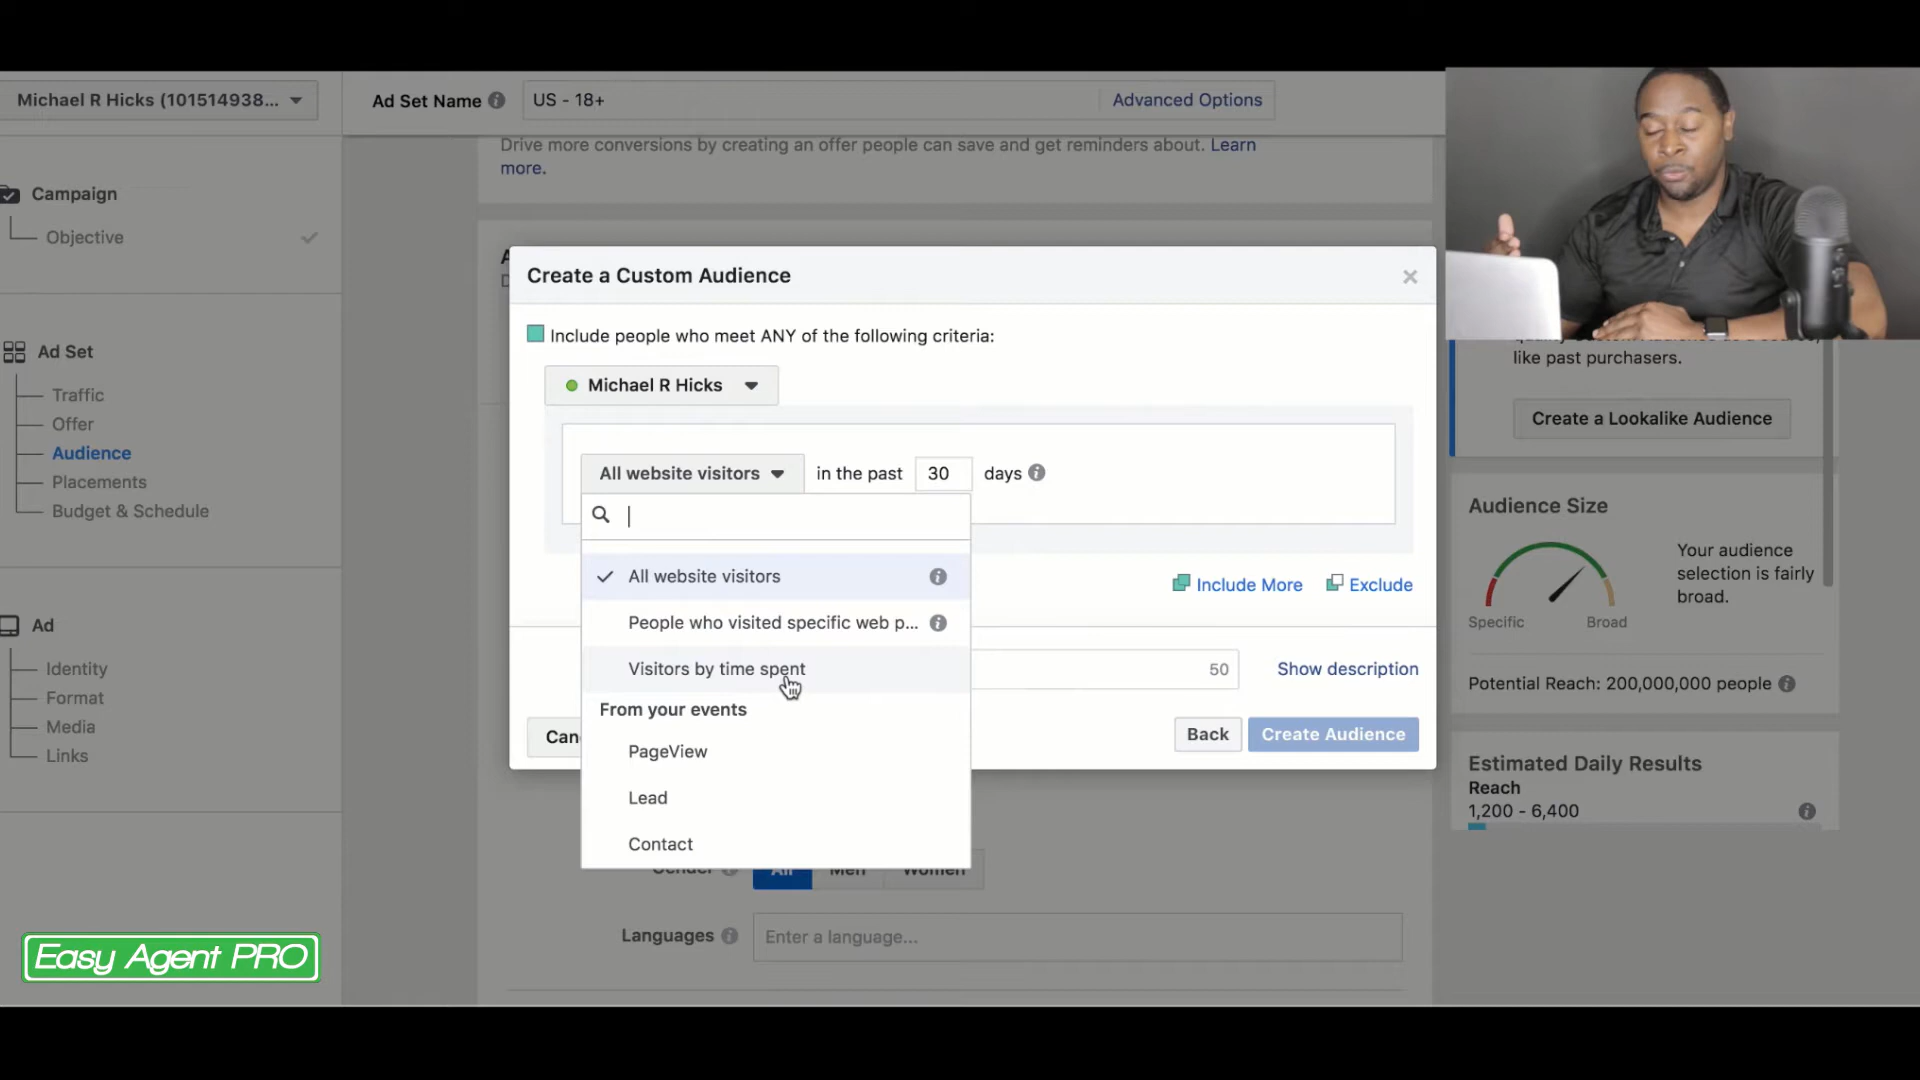 Michael R Hicks (101514938...
Ad Set Name
US - 18+
Advanced Options
Drive more conversions by creating an offer people can save and get reminders about. Learn
more.
Campaign
Objective
Ad Set
Traffic
Offer
Audience
Placements
Budget & Schedule
Ad
Identity
Format
Media
Links
Create a Custom Audience
Include people who meet ANY of the following criteria:
Michael R Hicks
All website visitors
in the past
30
days
All website visitors
People who visited specific web p...
Visitors by time spent
From your events
PageView
Lead
Contact
Include More
Exclude
50
Show description
Back
Create Audience
like past purchasers.
Create a Lookalike Audience
Audience Size
Specific
Broad
Your audience
selection is fairly
broad.
Potential Reach: 200,000,000 people
Estimated Daily Results
Reach
1,200 - 6,400
Gender
All
Men
Women
Languages
Enter a language...
Easy Agent PRO